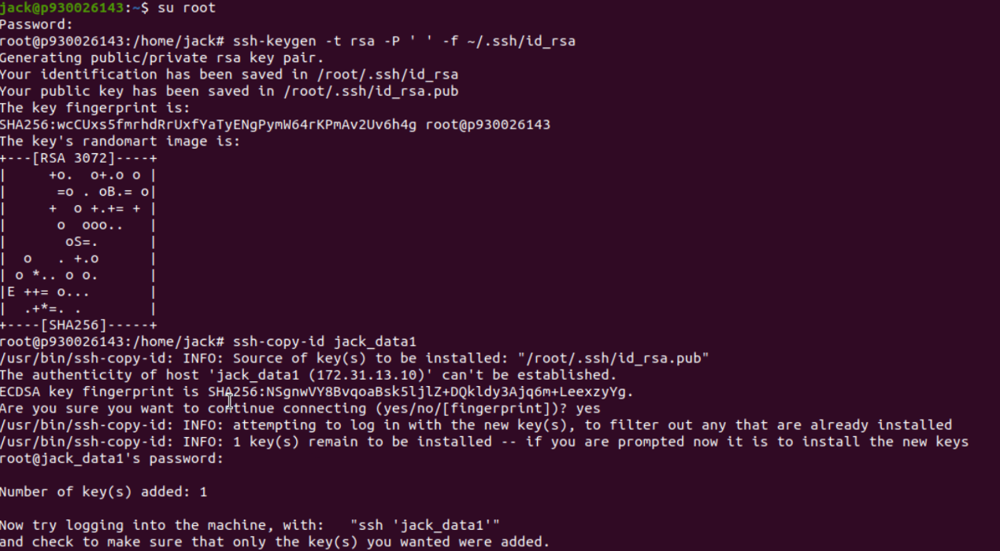 jack@p930026143:~$ su root
Password:
root@p930026143:/home/jack# ssh-keygen -t rsa -P ' ' -f ~/.ssh/id_rsa
Generating public/private rsa key pair.
Your identification has been saved in /root/.ssh/id_rsa
Your public key has been saved in /root/.ssh/id_rsa.pub
The key fingerprint is:
SHA256:wcCUxs5fmrhdRrUxfYaTyENgPymW64rKPmAv2Uv6h4g root@p930026143
The key's randomart image is:
+---[RSA 3072]----+
|     +o.  o+.o o |
|      =o . oB.= o|
|     +  o +.+= + |
|      o  ooo..   |
|       oS=.      |
|  o   . +.o      |
| o *.. o o.      |
|E ++= o...       |
|  .+*=. .        |
+----[SHA256]-----+
root@p930026143:/home/jack# ssh-copy-id jack_data1
/usr/bin/ssh-copy-id: INFO: Source of key(s) to be installed: "/root/.ssh/id_rsa.pub"
The authenticity of host 'jack_data1 (172.31.13.10)' can't be established.
ECDSA key fingerprint is SHA256:NSgnwVY8BvqoaBsk5ljlZ+DQkldy3Ajq6m+LeexzyYg.
Are you sure you want to continue connecting (yes/no/[fingerprint])? yes
/usr/bin/ssh-copy-id: INFO: attempting to log in with the new key(s), to filter out any that are already installed
/usr/bin/ssh-copy-id: INFO: 1 key(s) remain to be installed -- if you are prompted now it is to install the new keys
root@jack_data1's password:
Number of key(s) added: 1
Now try logging into the machine, with:   "ssh 'jack_data1'"
and check to make sure that only the key(s) you wanted were added.